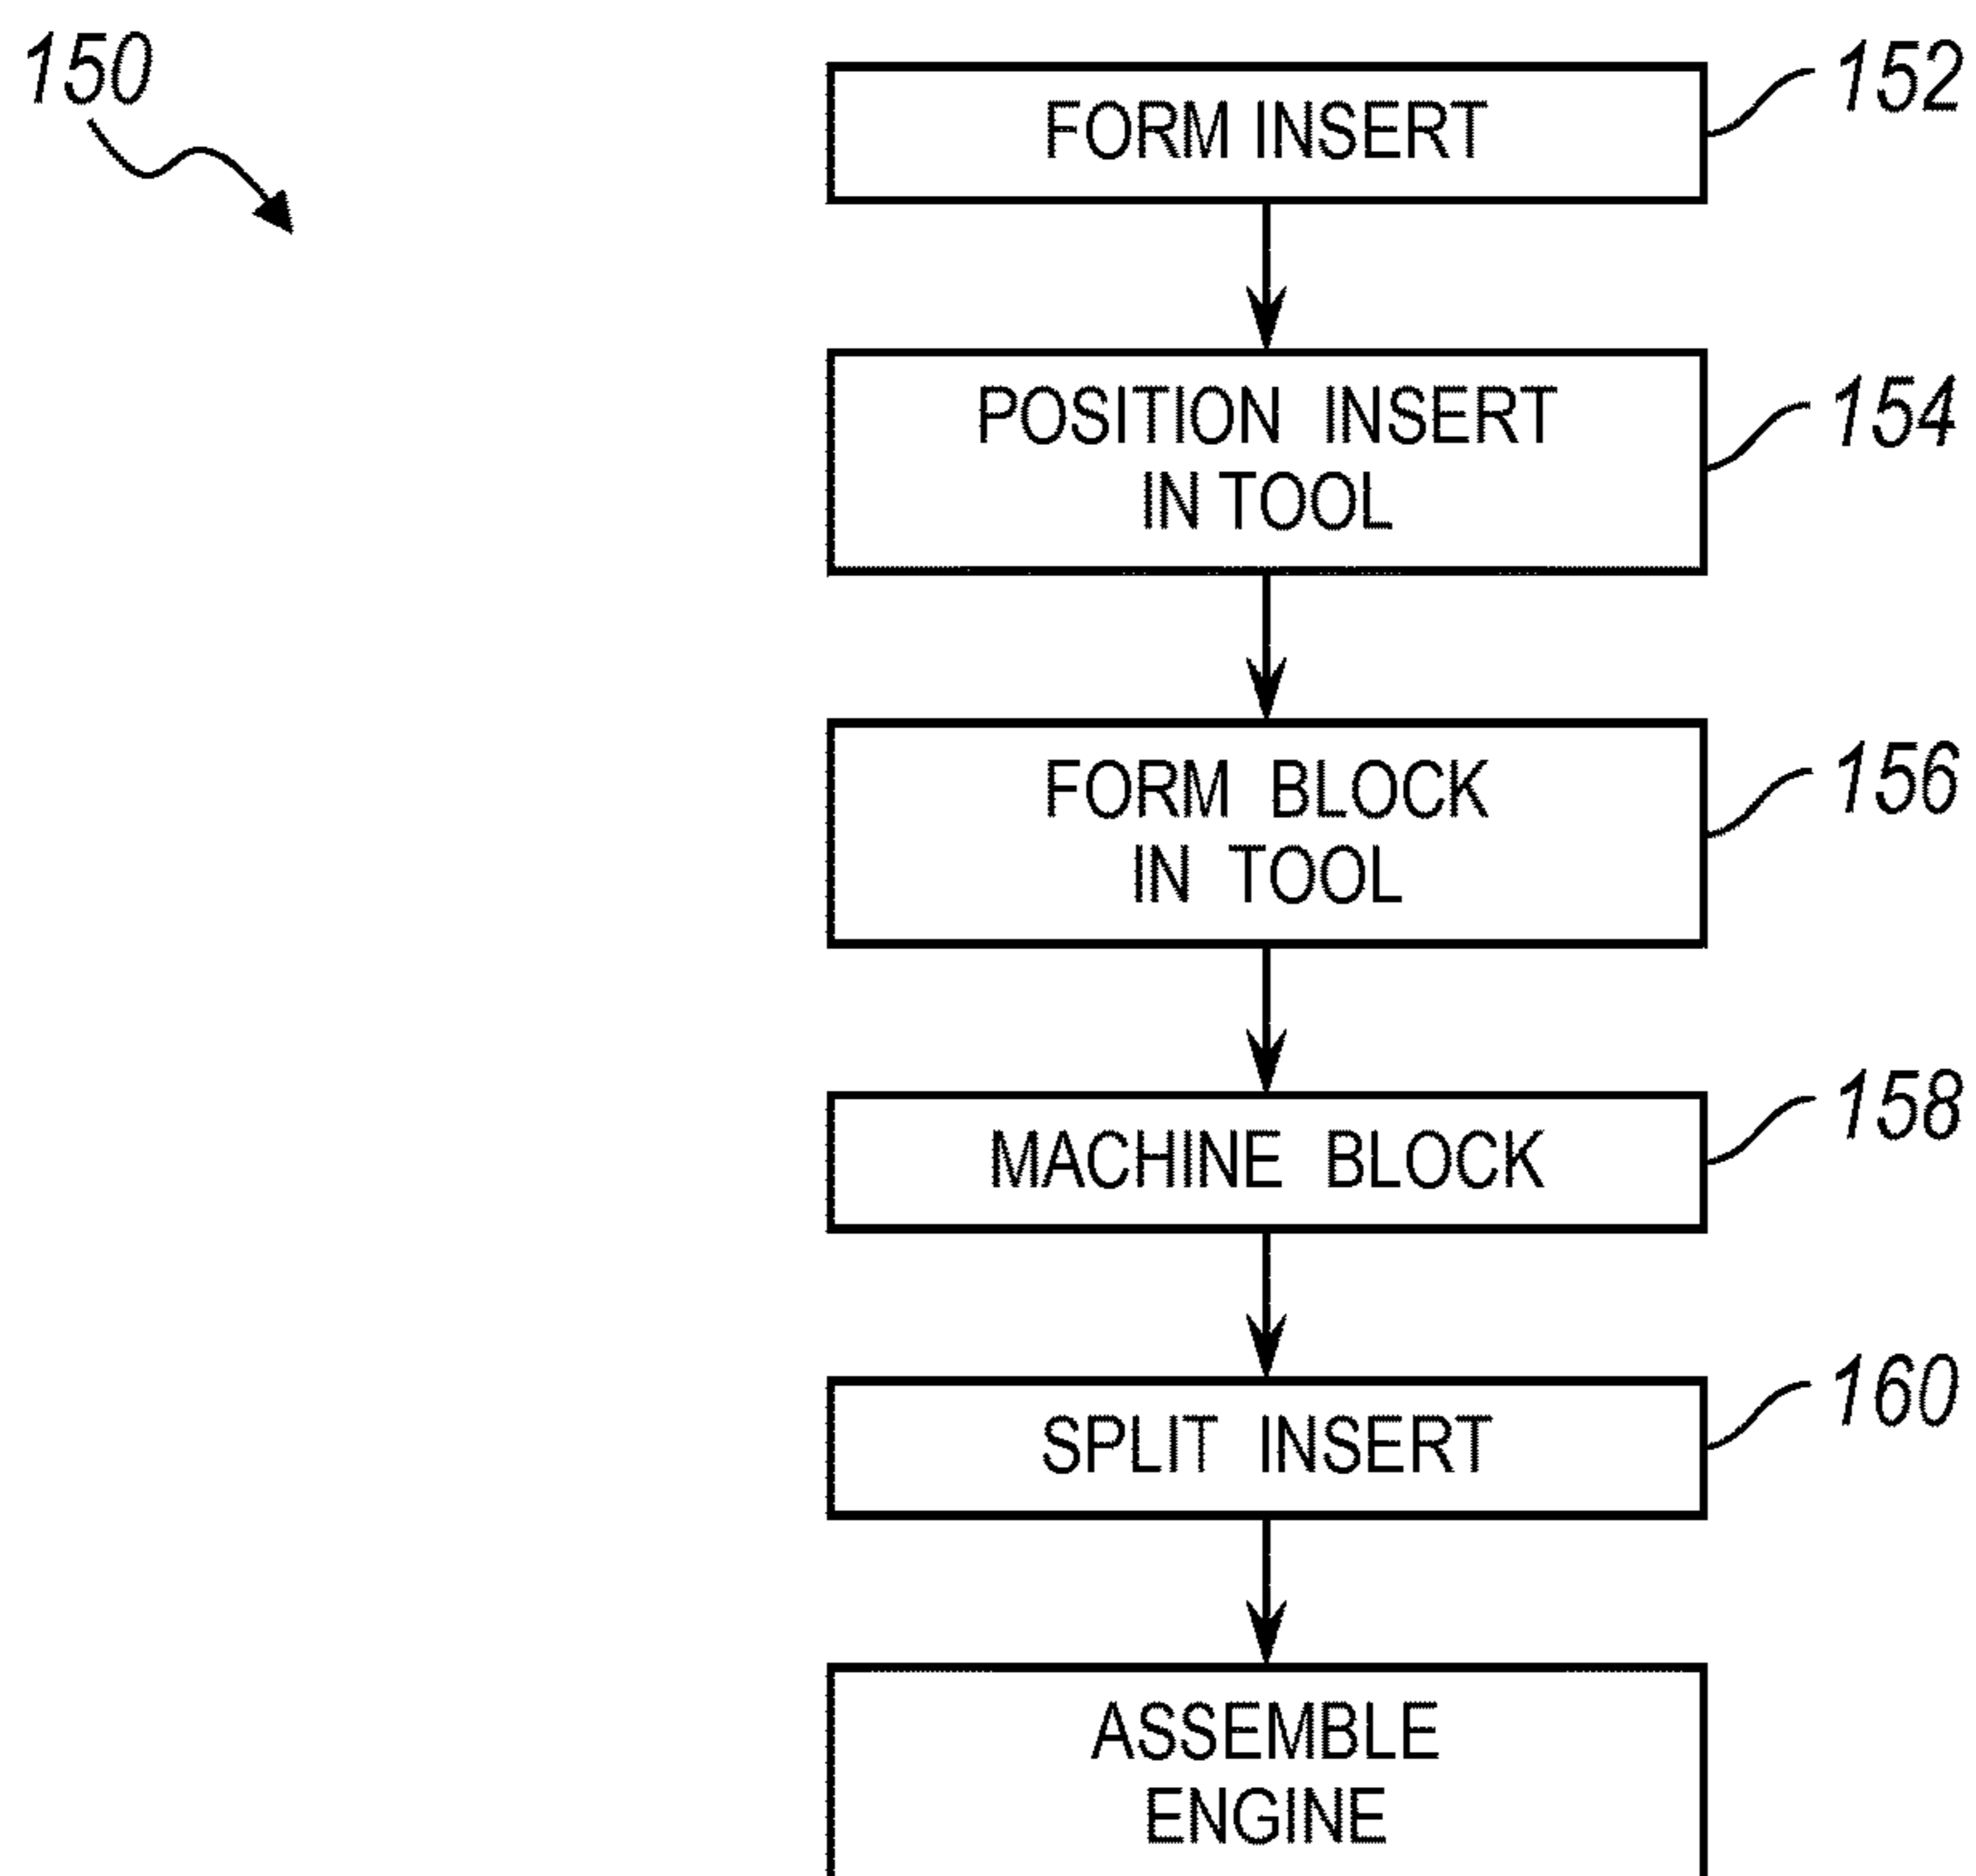 150
FORM INSERT
152
POSITION INSERT
IN TOOL
154
FORM BLOCK
IN TOOL
156
MACHINE BLOCK
158
SPLIT INSERT
160
ASSEMBLE
ENGINE